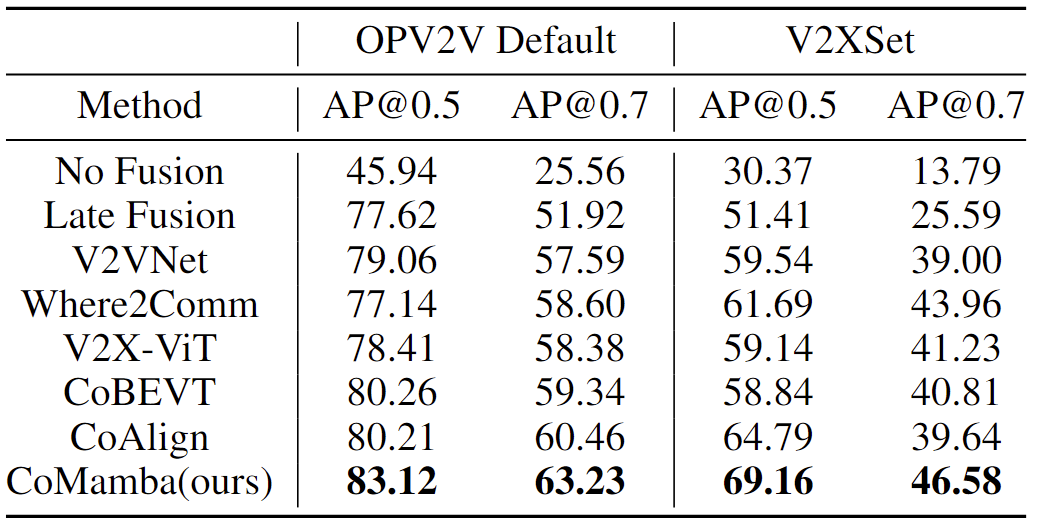 OPV2V Default V2XSet
Method AP@0.5 AP@0.7 AP@0.5 AP@0.7
No Fusion 45.94 25.56 30.37 13.79
Late Fusion 77.62 51.92 51.41 25.59
V2VNet 79.06 57.59 59.54 39.00
Where2Comm 77.14 58.60 61.69 43.96
V2X-ViT 78.41 58.38 59.14 41.23
CoBEVT 80.26 59.34 58.84 40.81
CoAlign 80.21 60.46 64.79 39.64
CoMamba(ours) 83.12 63.23 69.16 46.58